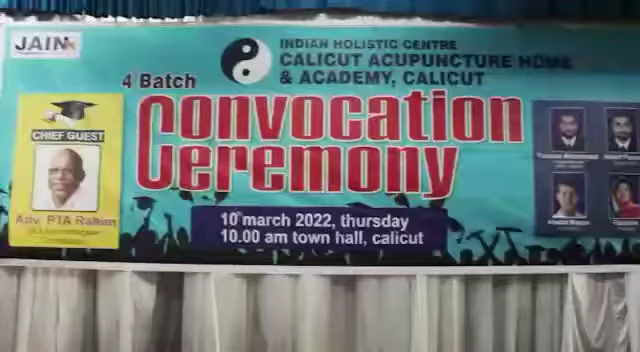 JAIN
INDIAN HOLISTIC CENTRE
CALICUT ACUPUNCTURE HOME
& ACADEMY, CALICUT
4 Batch
Convocation
Ceremony
CHIEF GUEST
Adv. PTA Rahim
10th march 2022, thursday
10.00 am town hall, calicut